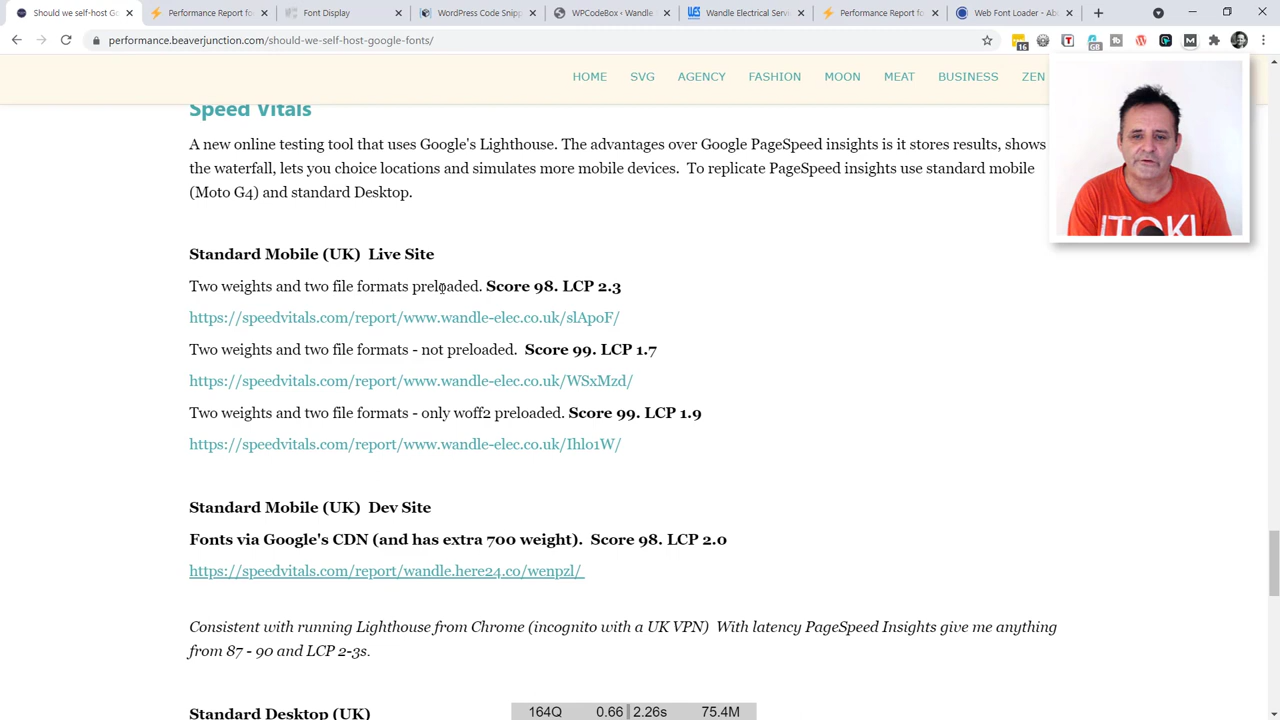 Should we self-host Go
Performance Report for
Font Display
WordPress Code Snipp
WPCodeBox • Wandle
Wandle Electrical Servic
Performance Report for
Web Font Loader - Abo
performance.beaverjunction.com/should-we-self-host-google-fonts/
16
GB
HOME SVG AGENCY FASHION MOON MEAT BUSINESS ZEN
Speed Vitals
A new online testing tool that uses Google's Lighthouse. The advantages over Google PageSpeed insights is it stores results, shows
the waterfall, lets you choice locations and simulates more mobile devices. To replicate PageSpeed insights use standard mobile
(Moto G4) and standard Desktop.
Standard Mobile (UK) Live Site
Two weights and two file formats preloaded. Score 98. LCP 2.3
https://speedvitals.com/report/www.wandle-elec.co.uk/slApoF/
Two weights and two file formats - not preloaded. Score 99. LCP 1.7
https://speedvitals.com/report/www.wandle-elec.co.uk/WSxMzd/
Two weights and two file formats - only woff2 preloaded. Score 99. LCP 1.9
https://speedvitals.com/report/www.wandle-elec.co.uk/Ihlo1W/
Standard Mobile (UK) Dev Site
Fonts via Google's CDN (and has extra 700 weight). Score 98. LCP 2.0
https://speedvitals.com/report/wandle.here24.co/wenpzl/
Consistent with running Lighthouse from Chrome (incognito with a UK VPN) With latency PageSpeed Insights give me anything
from 87 - 90 and LCP 2-3s.
Standard Desktop (UK)
164Q 0.66 2.26s 75.4M